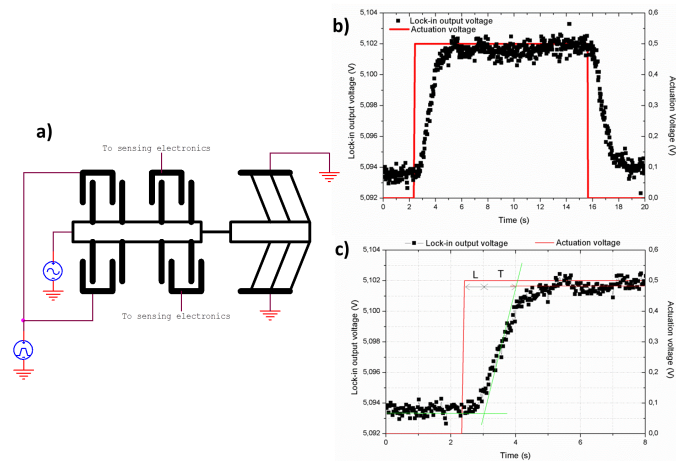 a)
To sensing electronics
To sensing electronics
b)
Lock-in output voltage
Actuation voltage
5,104
5,102
5,100
5,098
5,096
5,094
5,092
Lock-in output voltage (V)
0,6
0,5
0,4
0,3
0,2
0,1
0,0
Actuation Voltage (V)
0 2 4 6 8 10 12 14 16 18 20
Time (s)
c)
Lock-in output voltage Actuation voltage
L T
5,104
5,102
5,100
5,098
5,096
5,094
5,092
Lock-in output voltage (V)
0,6
0,5
0,4
0,3
0,2
0,1
0,0
Actuation voltage (V)
0 2 4 6 8
Time (s)